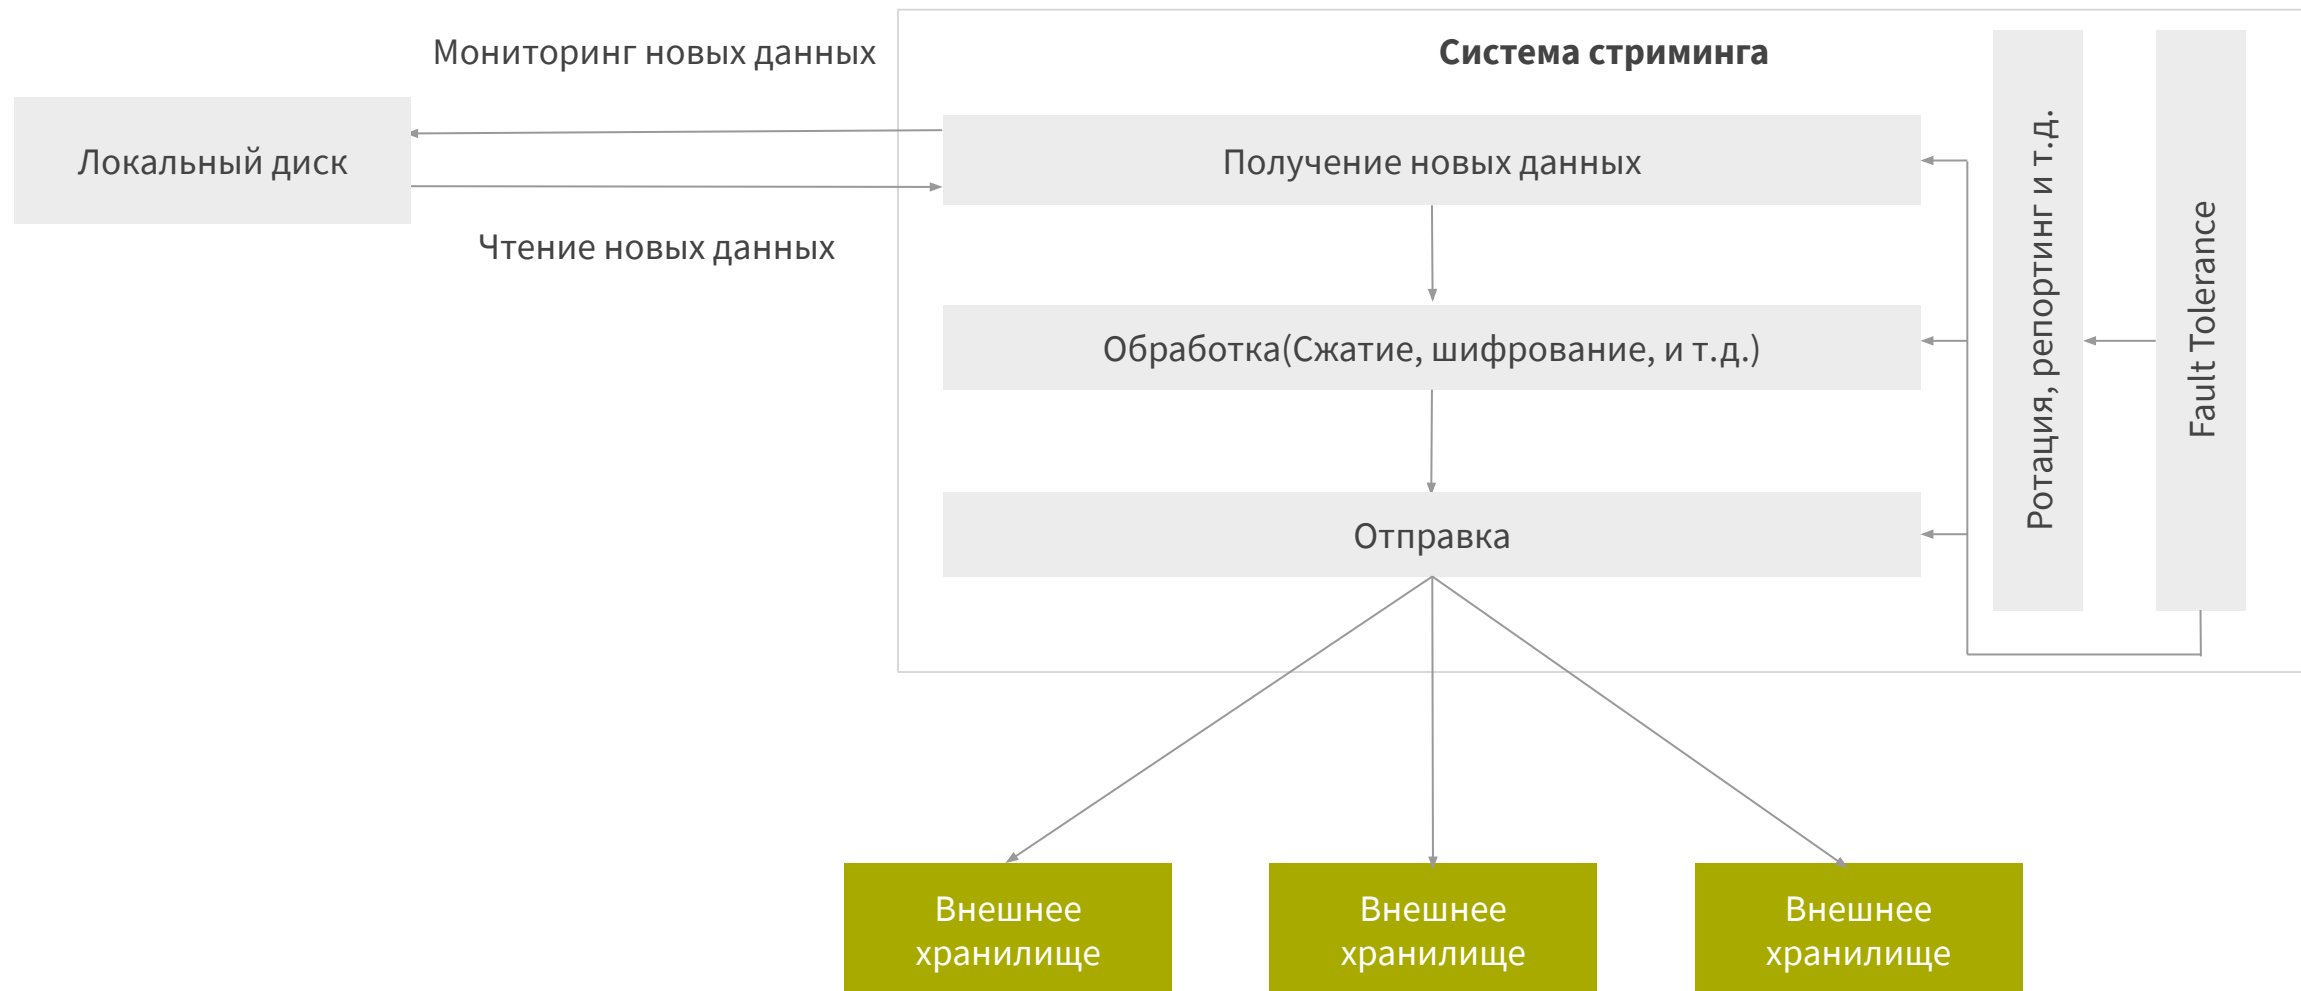 Мониторинг новых данных
Система стриминга
Локальный диск
Получение новых данных
Чтение новых данных
Обработка(Сжатие, шифрование, и т.д.)
Отправка
Ротация, репортинг и т.д.
Fault Tolerance
Внешнее
хранилище
Внешнее
хранилище
Внешнее
хранилище